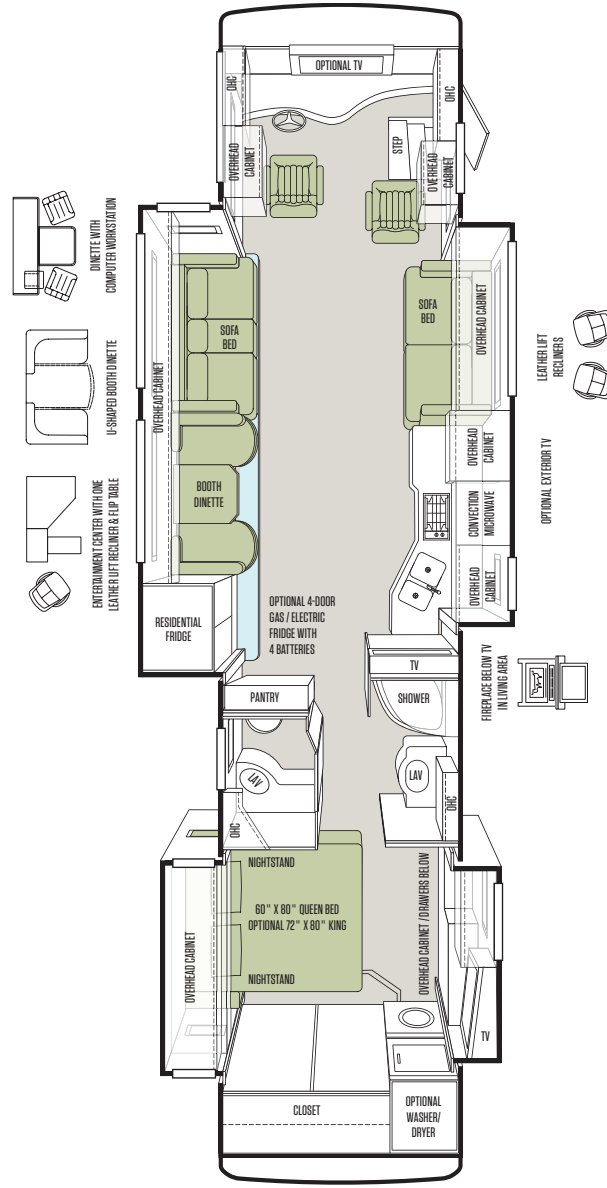 OPTIONAL TV
OHC
OHC
OVERHEAD
CABINET
STEP
OVERHEAD
CABINET
DINETTE WITH
COMPUTER WORKSTATION
U-SHAPED BOOTH DINETTE
ENTERTAINMENT CENTER WITH ONE
LEATHER LIFT RECLINER & FLIP TABLE
OVERHEAD CABINET
SOFA
BED
SOFA
BED
OVERHEAD CABINET
LEATHER LIFT
RECLINERS
BOOTH
DINETTE
OVERHEAD
CABINET
CONVECTION
MICROWAVE
OVERHEAD
CABINET
OPTIONAL EXTERIOR TV
RESIDENTIAL
FRIDGE
OPTIONAL 4-DOOR
GAS / ELECTRIC
FRIDGE WITH
4 BATTERIES
TV
FIREPLACE BELOW TV
IN LIVING AREA
PANTRY
SHOWER
LAV
LAV
OHC
OHC
NIGHTSTAND
60" X 80" QUEEN BED
OPTIONAL 72" X 80" KING
NIGHTSTAND
OVERHEAD CABINET
OVERHEAD CABINET / DRAWERS BELOW
TV
CLOSET
OPTIONAL
WASHER/
DRYER